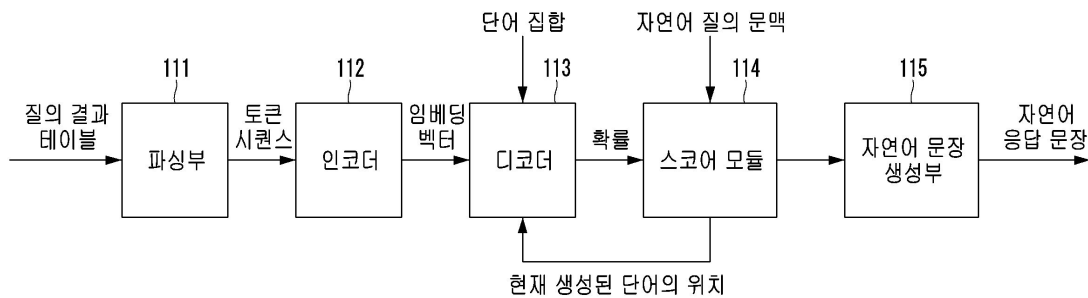 단어 집합
자연어 질의 문맥
111
112
113
114
115
질의 결과
테이블
토큰
시퀀스
임베딩
벡터
확률
자연어
응답 문장
파싱부
인코더
디코더
스코어 모듈
자연어 문장
생성부
현재 생성된 단어의 위치